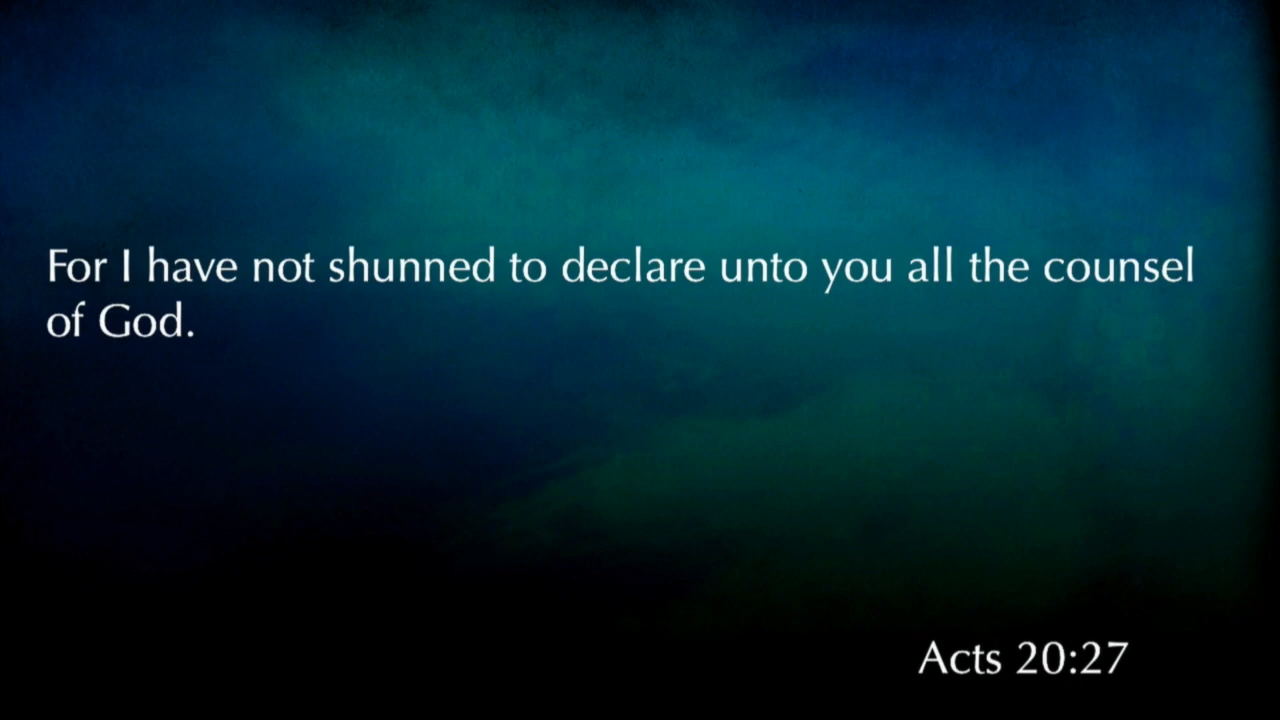 For I have not shunned to declare unto you all the counsel
of God.
Acts 20:27